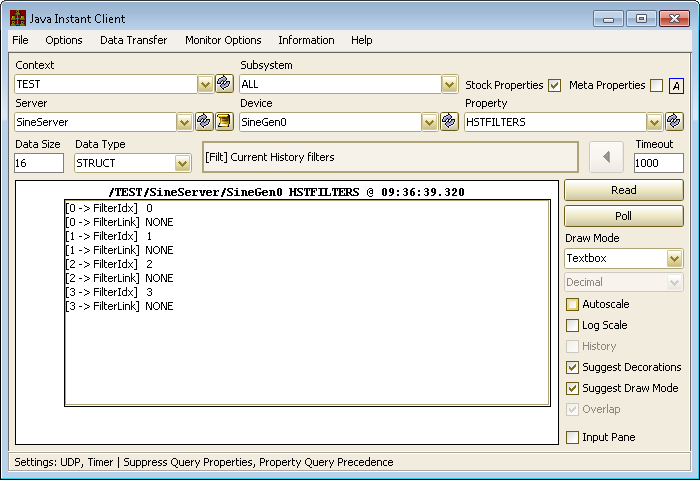 Java Instant Client
File Options Data Transfer Monitor Options Information Help
Context Subsystem
TEST ALL Stock Properties Meta Properties A
Server Device Property
SineServer SineGen0 HSTFILTERS
Data Size Data Type Timeout
16 STRUCT [Filt] Current History filters 1000
/TEST/SineServer/SineGen0 HSTFILTERS @ 09:36:39.320
[0 -> FilterIdx] 0
[0 -> FilterLink] NONE
[1 -> FilterIdx] 1
[1 -> FilterLink] NONE
[2 -> FilterIdx] 2
[2 -> FilterLink] NONE
[3 -> FilterIdx] 3
[3 -> FilterLink] NONE
Read
Poll
Draw Mode
Textbox
Decimal
Autoscale
Log Scale
History
Suggest Decorations
Suggest Draw Mode
Overlap
Input Pane
Settings: UDP, Timer | Suppress Query Properties, Property Query Precedence